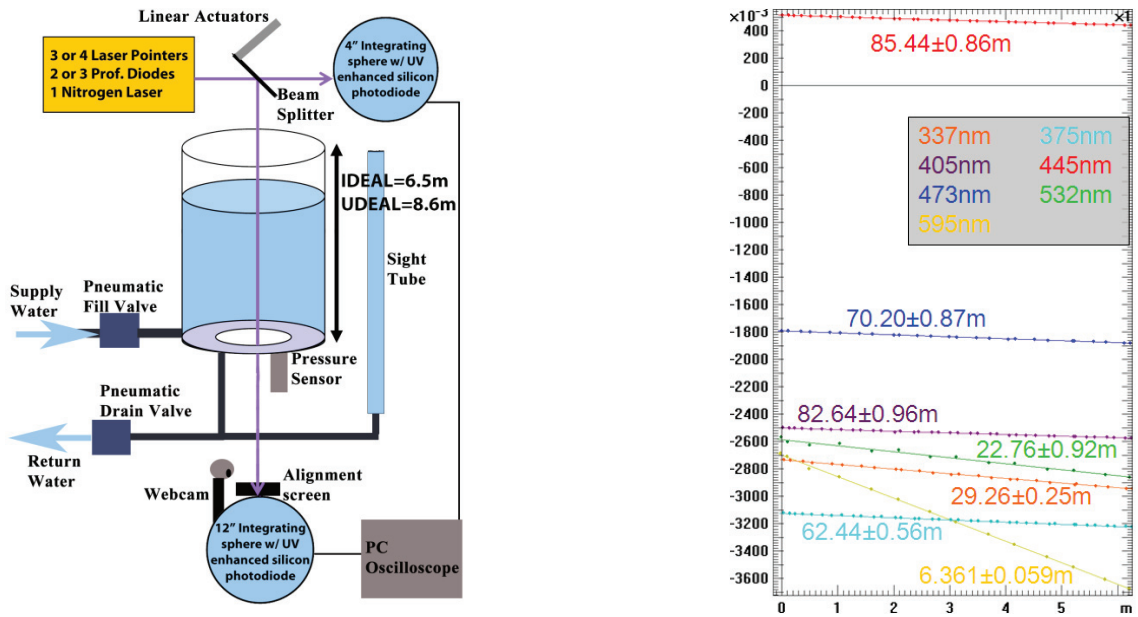 Linear Actuators
3 or 4 Laser Pointers
2 or 3 Prof. Diodes
1 Nitrogen Laser
4” Integrating
sphere w/ UV
enhanced silicon
photodiode
Beam
Splitter
IDEAL=6.5m
UDEAL=8.6m
Sight
Tube
Supply
Water
Pneumatic
Fill Valve
Pressure
Sensor
Pneumatic
Drain Valve
Return
Water
Webcam
Alignment
screen
12” Integrating
sphere w/ UV
enhanced silicon
photodiode
PC
Oscilloscope
×10⁻³
×1
400
200
0
-200
-400
-600
-800
-1000
-1200
-1400
-1600
-1800
-2000
-2200
-2400
-2600
-2800
-3000
-3200
-3400
-3600
85.44±0.86m
337nm 375nm
405nm 445nm
473nm 532nm
595nm
70.20±0.87m
82.64±0.96m
22.76±0.92m
29.26±0.25m
62.44±0.56m
6.361±0.059m
0 1 2 3 4 5 m